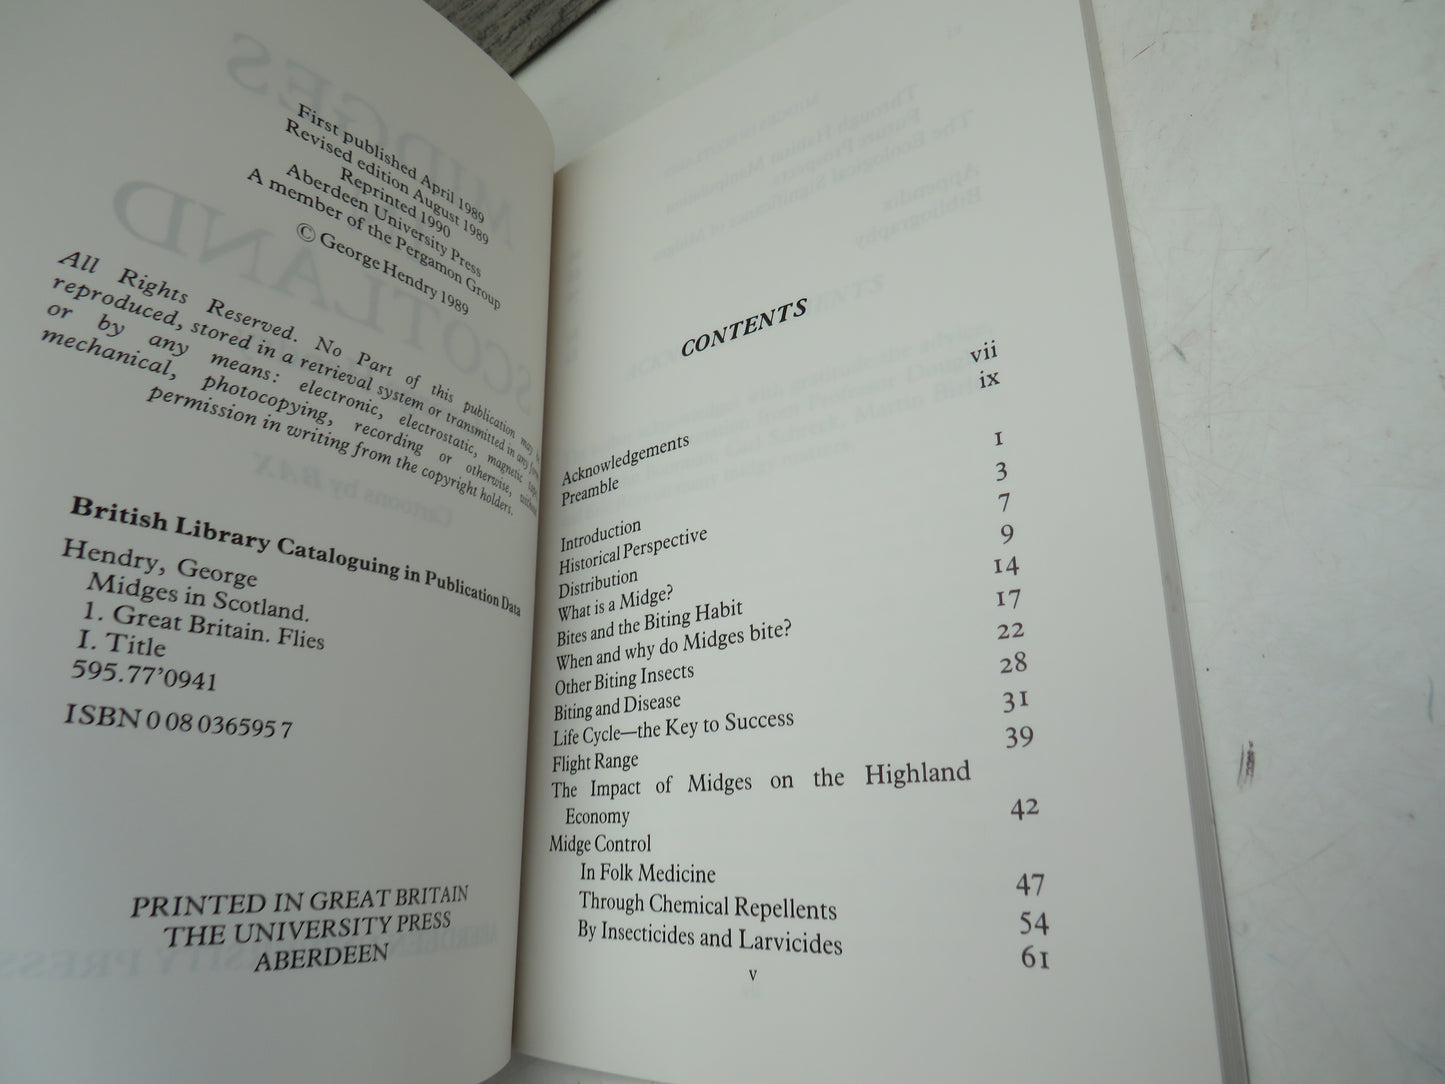 First published April 1989
Revised edition August 1989
Reprinted 1990
Aberdeen University Press
A member of the Pergamon Group
© George Hendry 1989
All Rights Reserved. No Part of this publication may be
reproduced, stored in a retrieval system or transmitted in any form
or by any means: electronic, electrostatic, magnetic tape,
mechanical, photocopying, recording or otherwise, without
permission in writing from the copyright holders.
British Library Cataloguing in Publication Data
Hendry, George
Midges in Scotland.
1. Great Britain. Flies
I. Title
595.77'0941
ISBN 0 08 036595 7
PRINTED IN GREAT BRITAIN
THE UNIVERSITY PRESS
ABERDEEN
CONTENTS
Acknowledgements vii
Preamble ix
Introduction 1
Historical Perspective 3
Distribution 7
What is a Midge? 9
Bites and the Biting Habit 14
When and why do Midges bite? 17
Other Biting Insects 22
Biting and Disease 28
Life Cycle—the Key to Success 31
Flight Range 39
The Impact of Midges on the Highland
Economy 42
Midge Control
In Folk Medicine 47
Through Chemical Repellents 54
By Insecticides and Larvicides 61
v